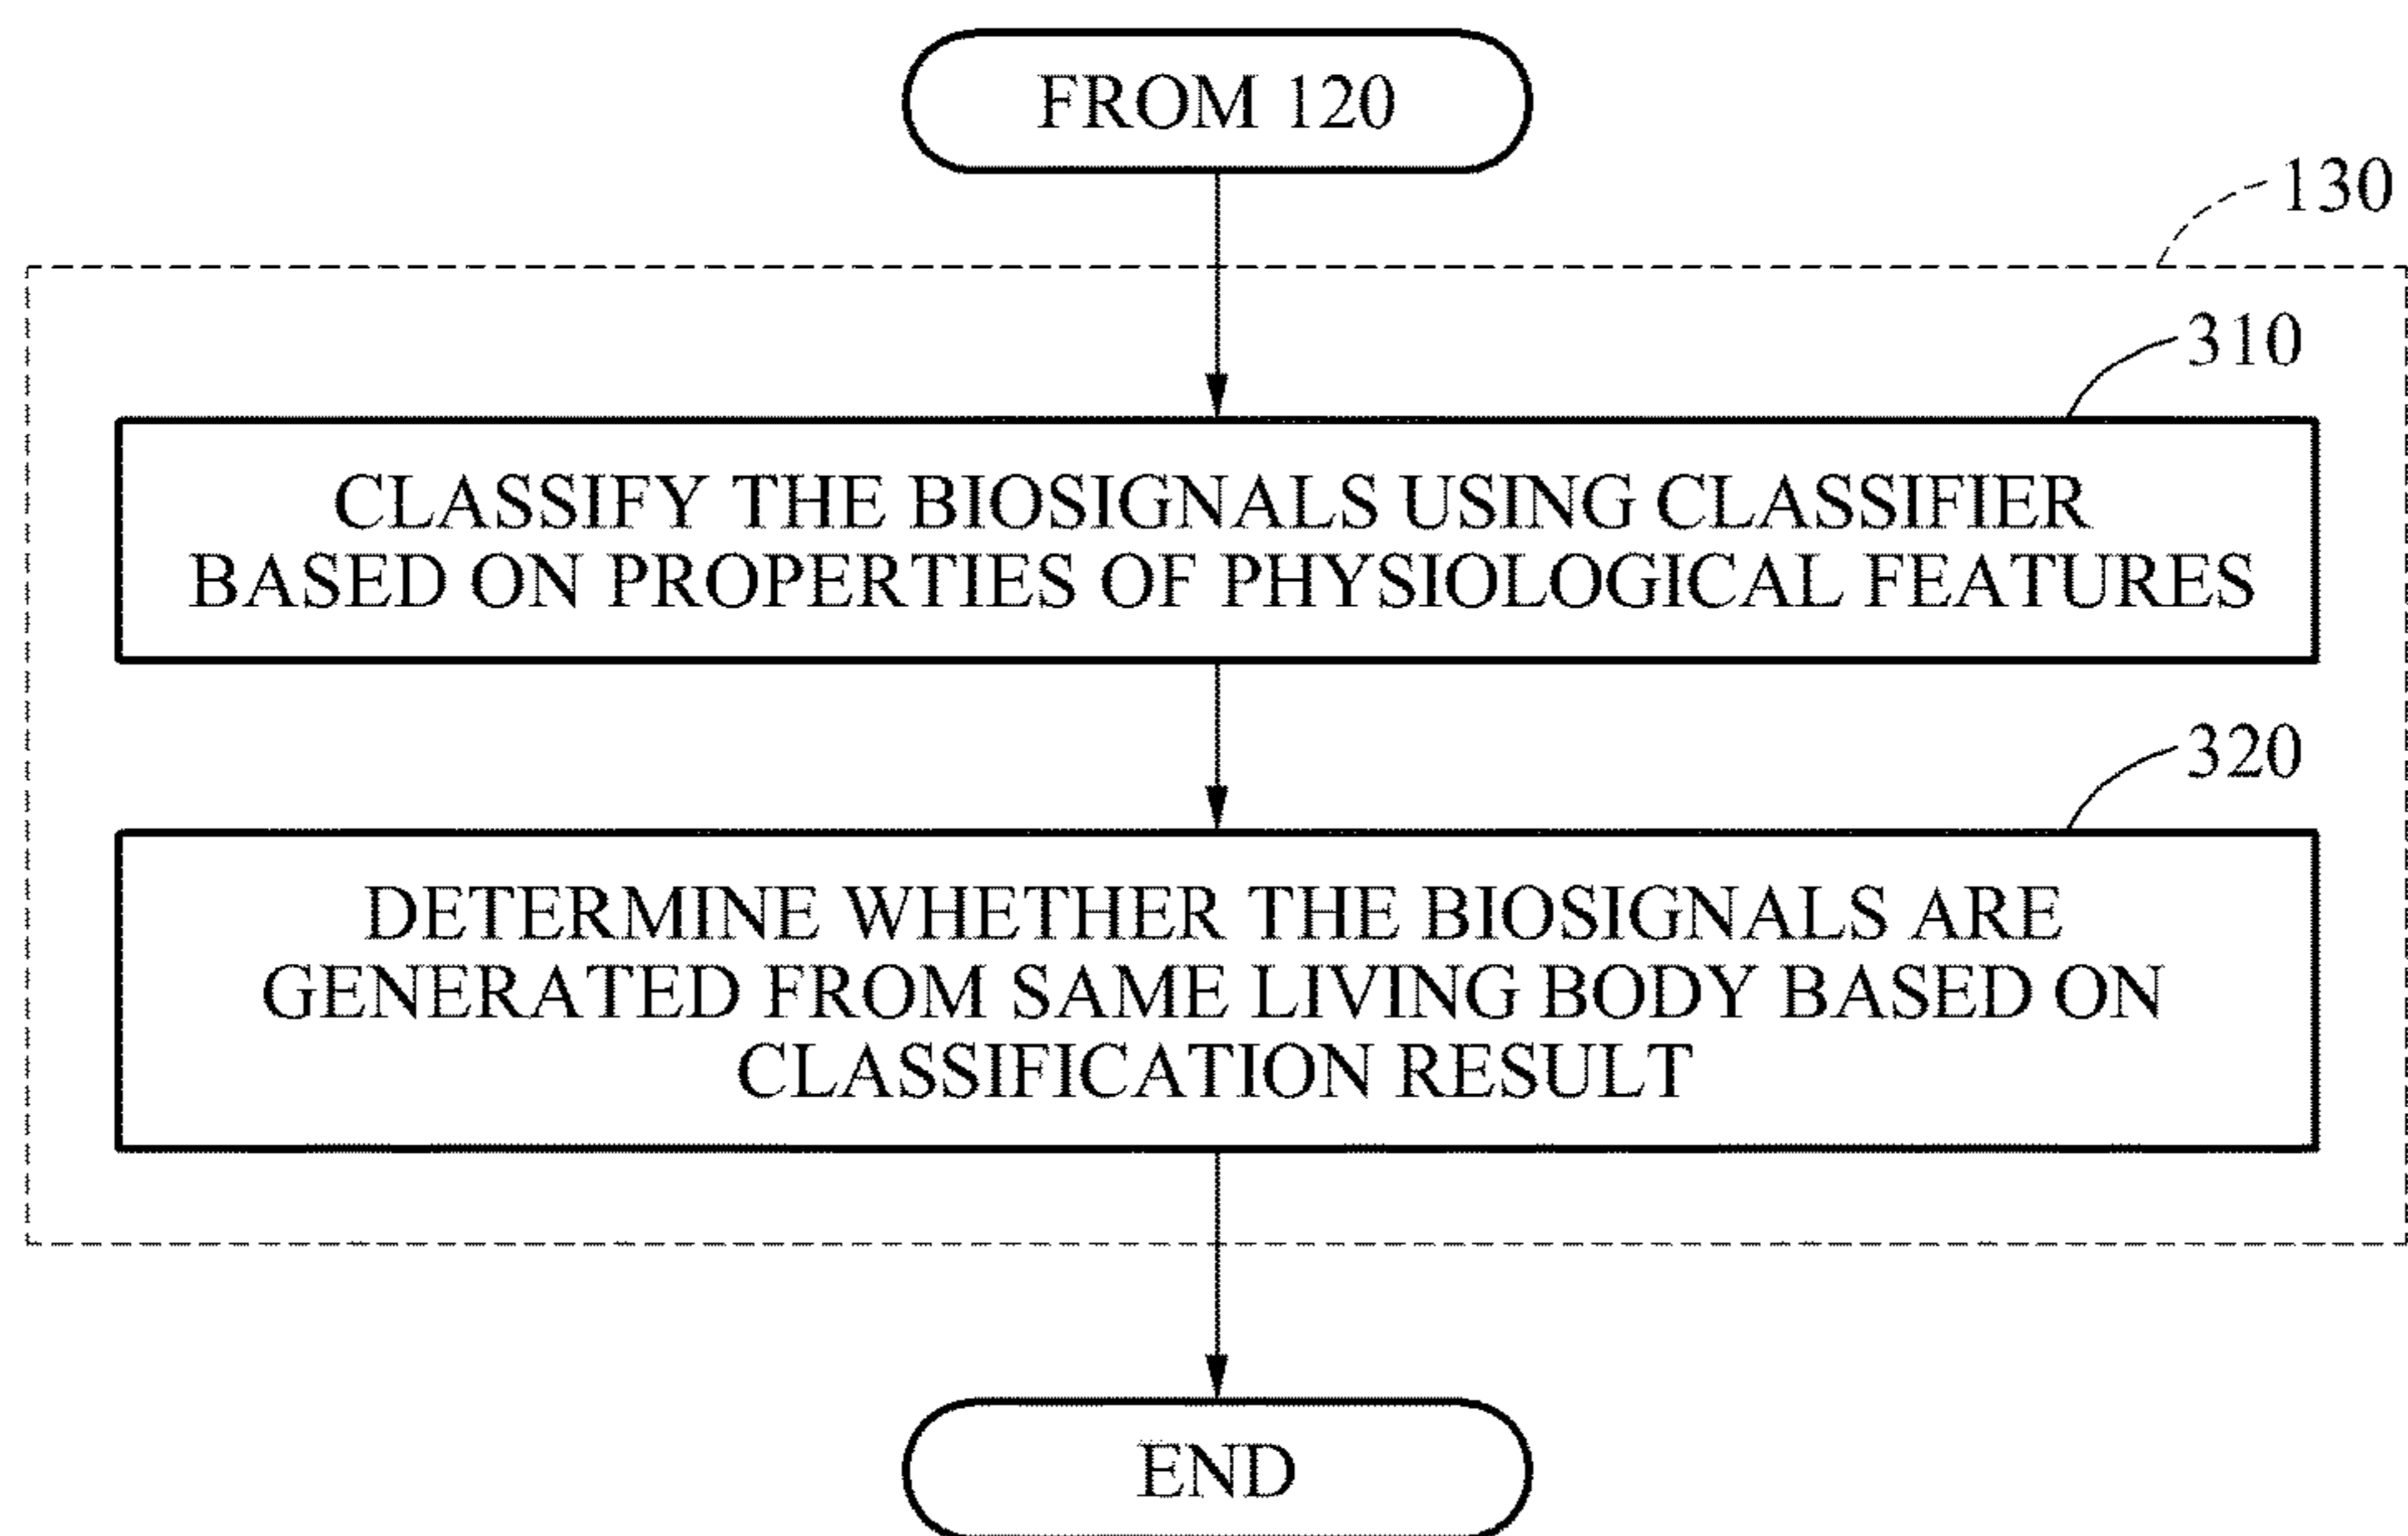 FROM 120
130
310
CLASSIFY THE BIOSIGNALS USING CLASSIFIER
BASED ON PROPERTIES OF PHYSIOLOGICAL FEATURES
320
DETERMINE WHETHER THE BIOSIGNALS ARE
GENERATED FROM SAME LIVING BODY BASED ON
CLASSIFICATION RESULT
END